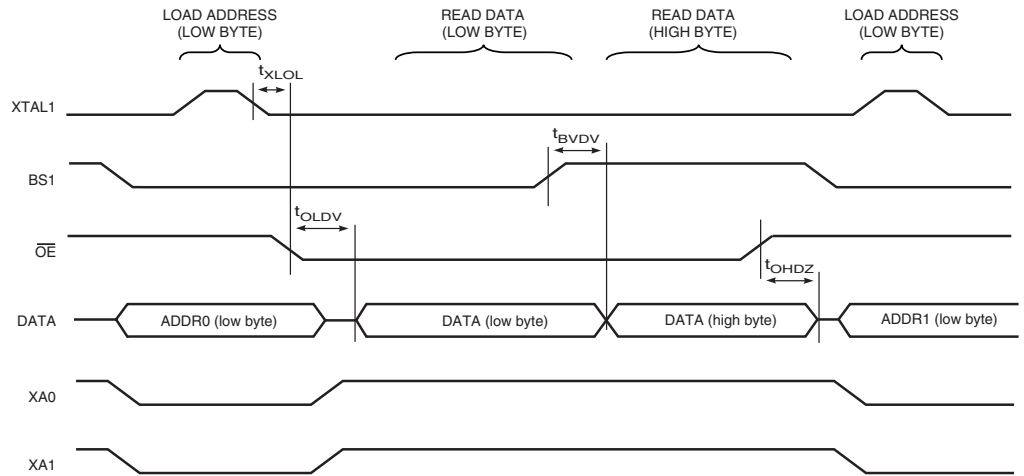 LOAD ADDRESS
(LOW BYTE)
READ DATA
(LOW BYTE)
READ DATA
(HIGH BYTE)
LOAD ADDRESS
(LOW BYTE)
tXLOL
XTAL1
tBVDV
BS1
tOLDV
OE
tOHDZ
DATA
ADDR0 (low byte)
DATA (low byte)
DATA (high byte)
ADDR1 (low byte)
XA0
XA1